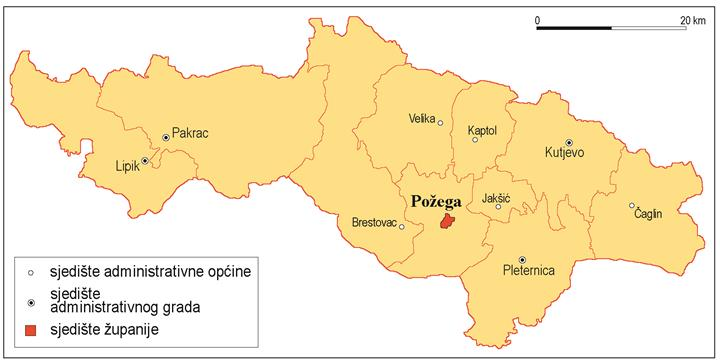 0 20 km
Velika
Kaptol
Pakrac
Kutjevo
Lipik
Požega
Jakšić
Čaglin
Brestovac
Pleternica
sjedište administrativne općine
sjedište
administrativnog grada
sjedište županije